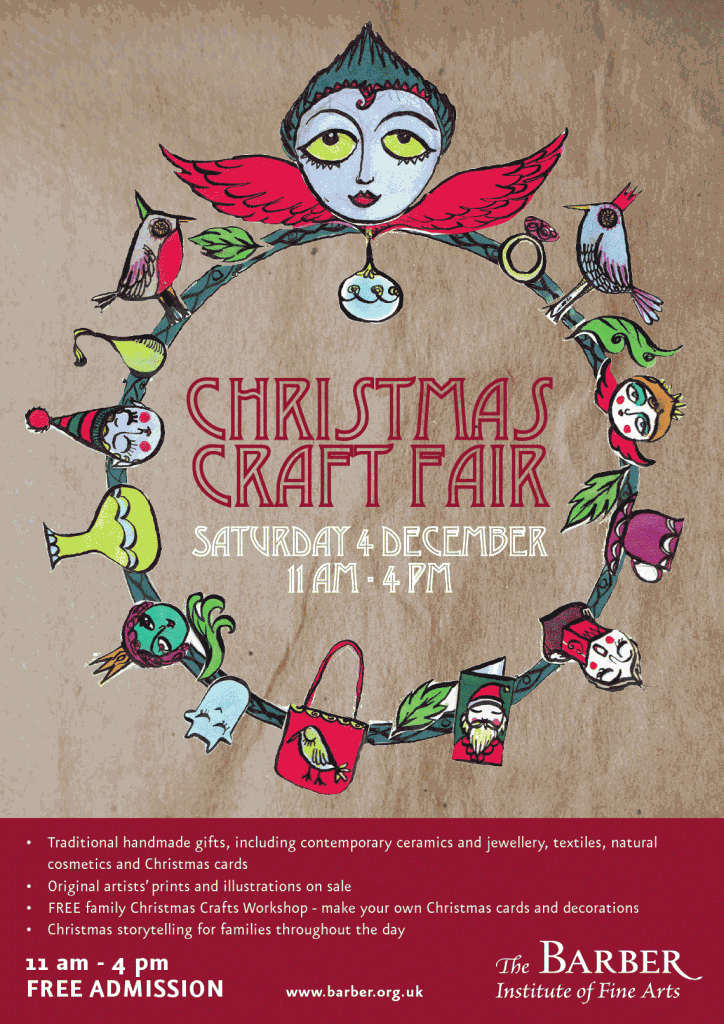 CHRISTMAS
CRAFT FAIR
SATURDAY 4 DECEMBER
11 AM · 4 PM
• Traditional handmade gifts, including contemporary ceramics and jewellery, textiles, natural
cosmetics and Christmas cards
• Original artists' prints and illustrations on sale
• FREE family Christmas Crafts Workshop - make your own Christmas cards and decorations
• Christmas storytelling for families throughout the day
11 am - 4 pm
FREE ADMISSION
www.barber.org.uk
The BARBER
Institute of Fine Arts